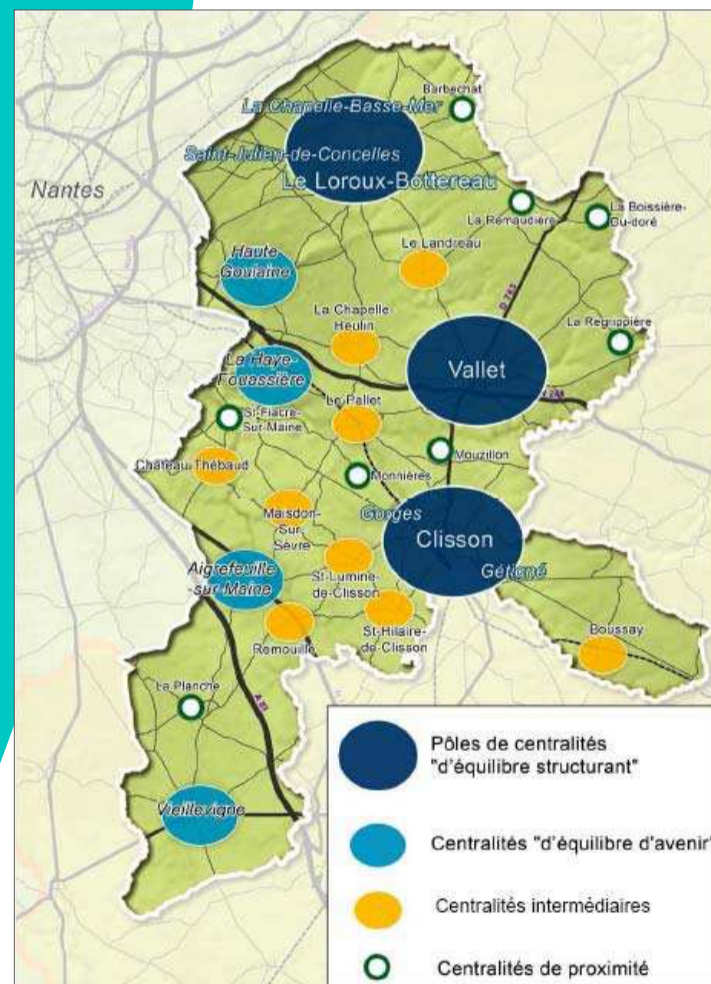 Barbechat
La Chapelle-Basse-Mer
Saint-Julien-de-Concelles
Nantes
Le Loroux-Bottereau
La Remaudière
La Boissière-
Du-doré
Haute
Goulaine
Le Landreau
D 763
La Chapelle-
Heulin
La Regrippière
La Haye-
Fouassière
Vallet
Le Pallet
St-Fiacre-
Sur-Maine
Mouzillon
Château Thébaud
Monnières
Maisdon-
Sur-
Sèvre
Gorges
Clisson
Gétigné
Aigrefeuille
-sur-Maine
St-Lumine-
de-Clisson
Remouille
St-Hilaire-
de-Clisson
Boussay
La Planche
A 83
Vieillevigne
Pôles de centralités
"d'équilibre structurant"
Centralités "d'équilibre d'avenir"
Centralités intermédiaires
Centralités de proximité